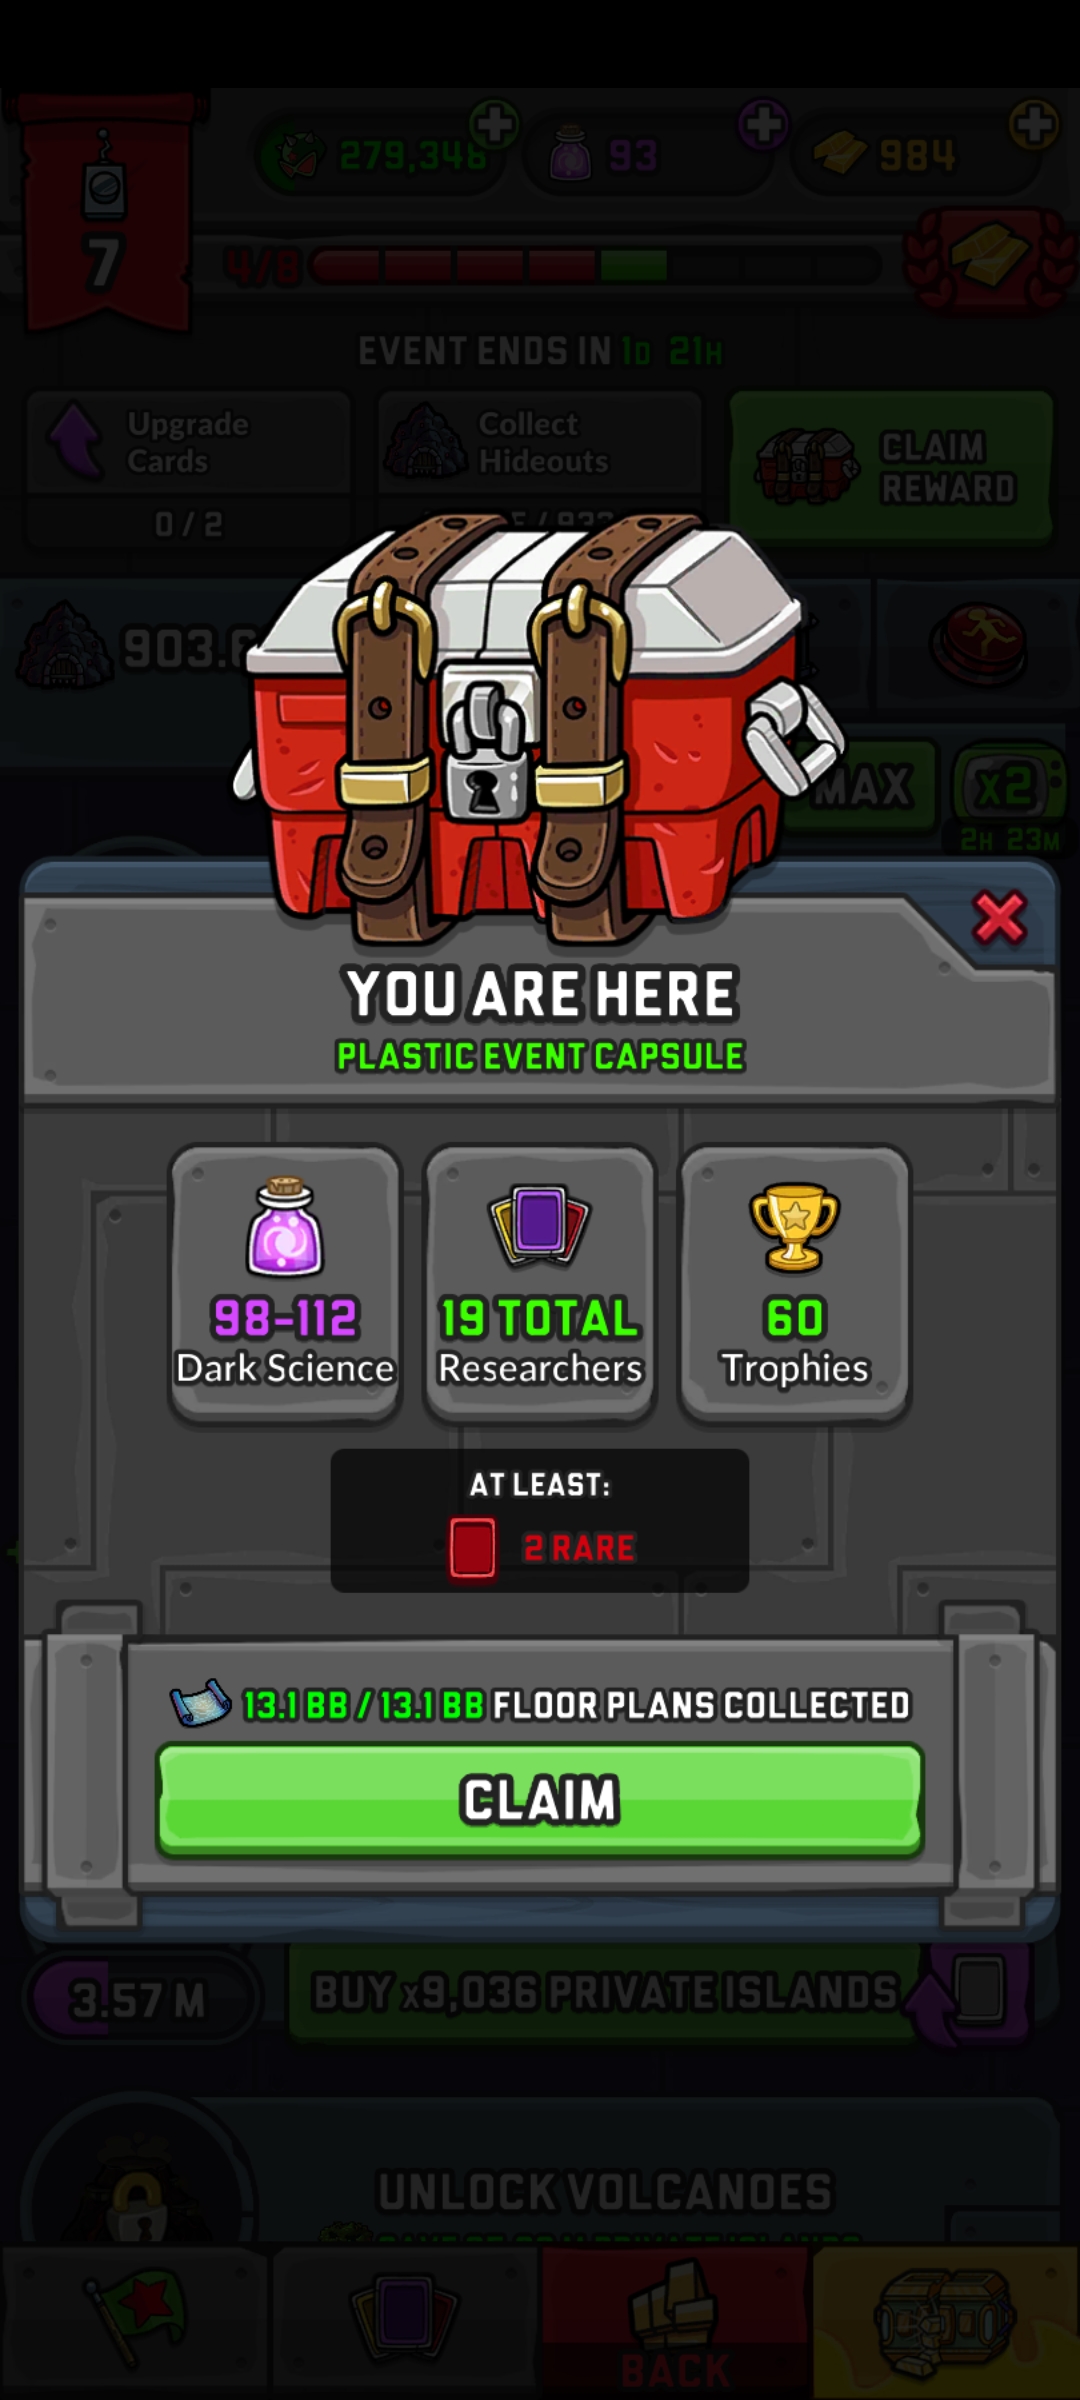 279,348
93
984
7
4/8
EVENT ENDS IN 1D 21H
Upgrade
Cards
0 / 2
Collect
Hideouts
CLAIM
REWARD
MAX
x2
2H 23M
YOU ARE HERE
PLASTIC EVENT CAPSULE
98-112
Dark Science
19 TOTAL
Researchers
60
Trophies
AT LEAST:
2 RARE
13.1 BB / 13.1 BB FLOOR PLANS COLLECTED
CLAIM
3.57 M
BUY x9,036 PRIVATE ISLANDS
UNLOCK VOLCANOES
BACK